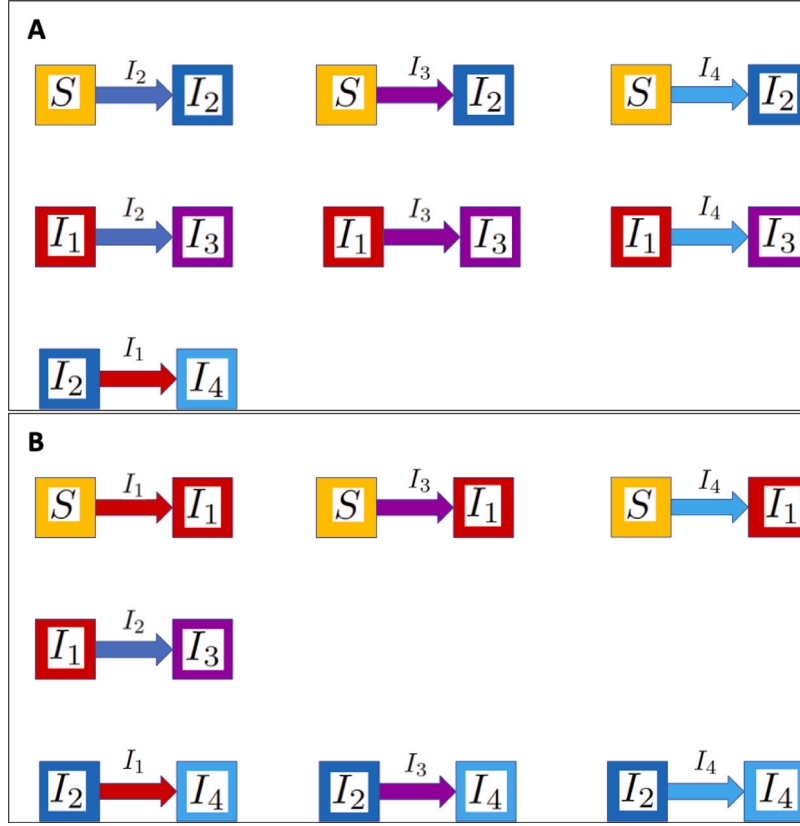 A
I₂ I₃ I₄
S I₂ S I₂ S I₂
I₂ I₃ I₄
I₁ I₃ I₁ I₃ I₁ I₃
I₁
I₂ I₄
B
I₁ I₃ I₄
S I₁ S I₁ S I₁
I₂
I₁ I₃
I₁ I₃ I₄
I₂ I₄ I₂ I₄ I₂ I₄